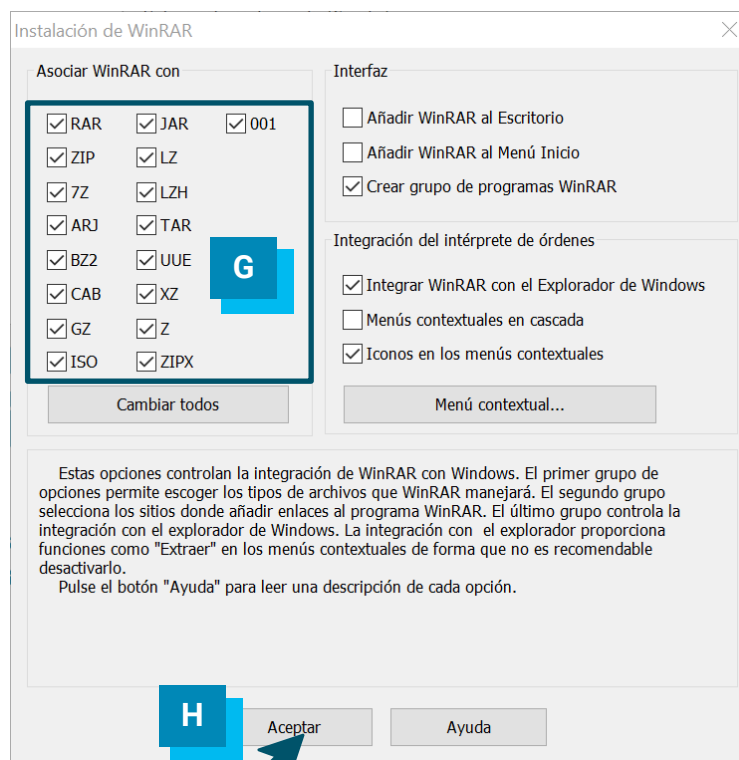 Instalación de WinRAR
Asociar WinRAR con
RAR JAR 001
ZIP LZ
7Z LZH
ARJ TAR
BZ2 UUE
CAB XZ
GZ Z
ISO ZIPX
G
Cambiar todos
Interfaz
Añadir WinRAR al Escritorio
Añadir WinRAR al Menú Inicio
Crear grupo de programas WinRAR
Integración del intérprete de órdenes
Integrar WinRAR con el Explorador de Windows
Menús contextuales en cascada
Iconos en los menús contextuales
Menú contextual...
Estas opciones controlan la integración de WinRAR con Windows. El primer grupo de
opciones permite escoger los tipos de archivos que WinRAR manejará. El segundo grupo
selecciona los sitios donde añadir enlaces al programa WinRAR. El último grupo controla la
integración con el explorador de Windows. La integración con el explorador proporciona
funciones como "Extraer" en los menús contextuales de forma que no es recomendable
desactivarlo.
Pulse el botón "Ayuda" para leer una descripción de cada opción.
H
Aceptar Ayuda